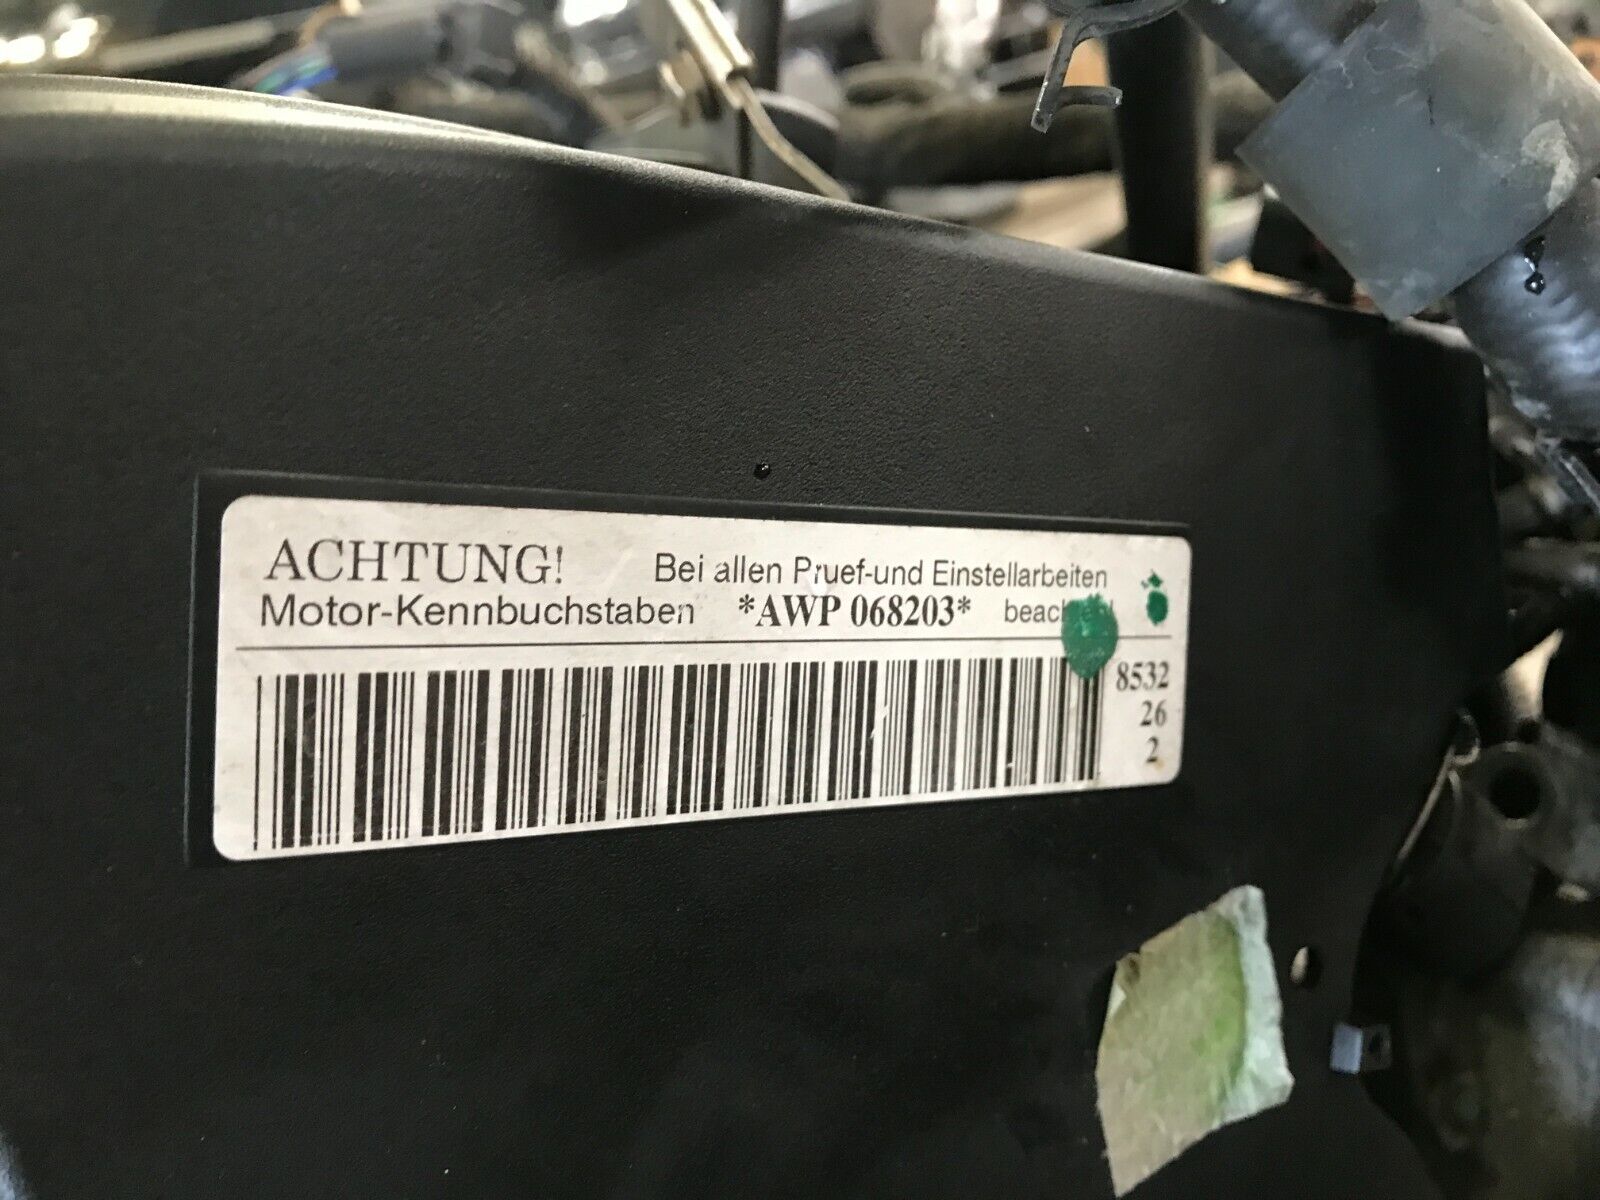 ACHTUNG! Bei allen Pruef-und Einstellarbeiten
Motor-Kennbuchstaben *AWP 068203*
8532
26
2